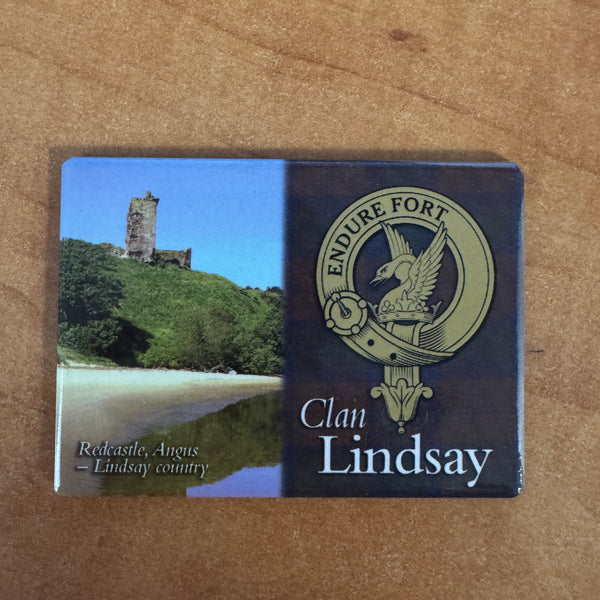 Redcastle, Angus
– Lindsay country
ENDURE FORT
Clan
Lindsay